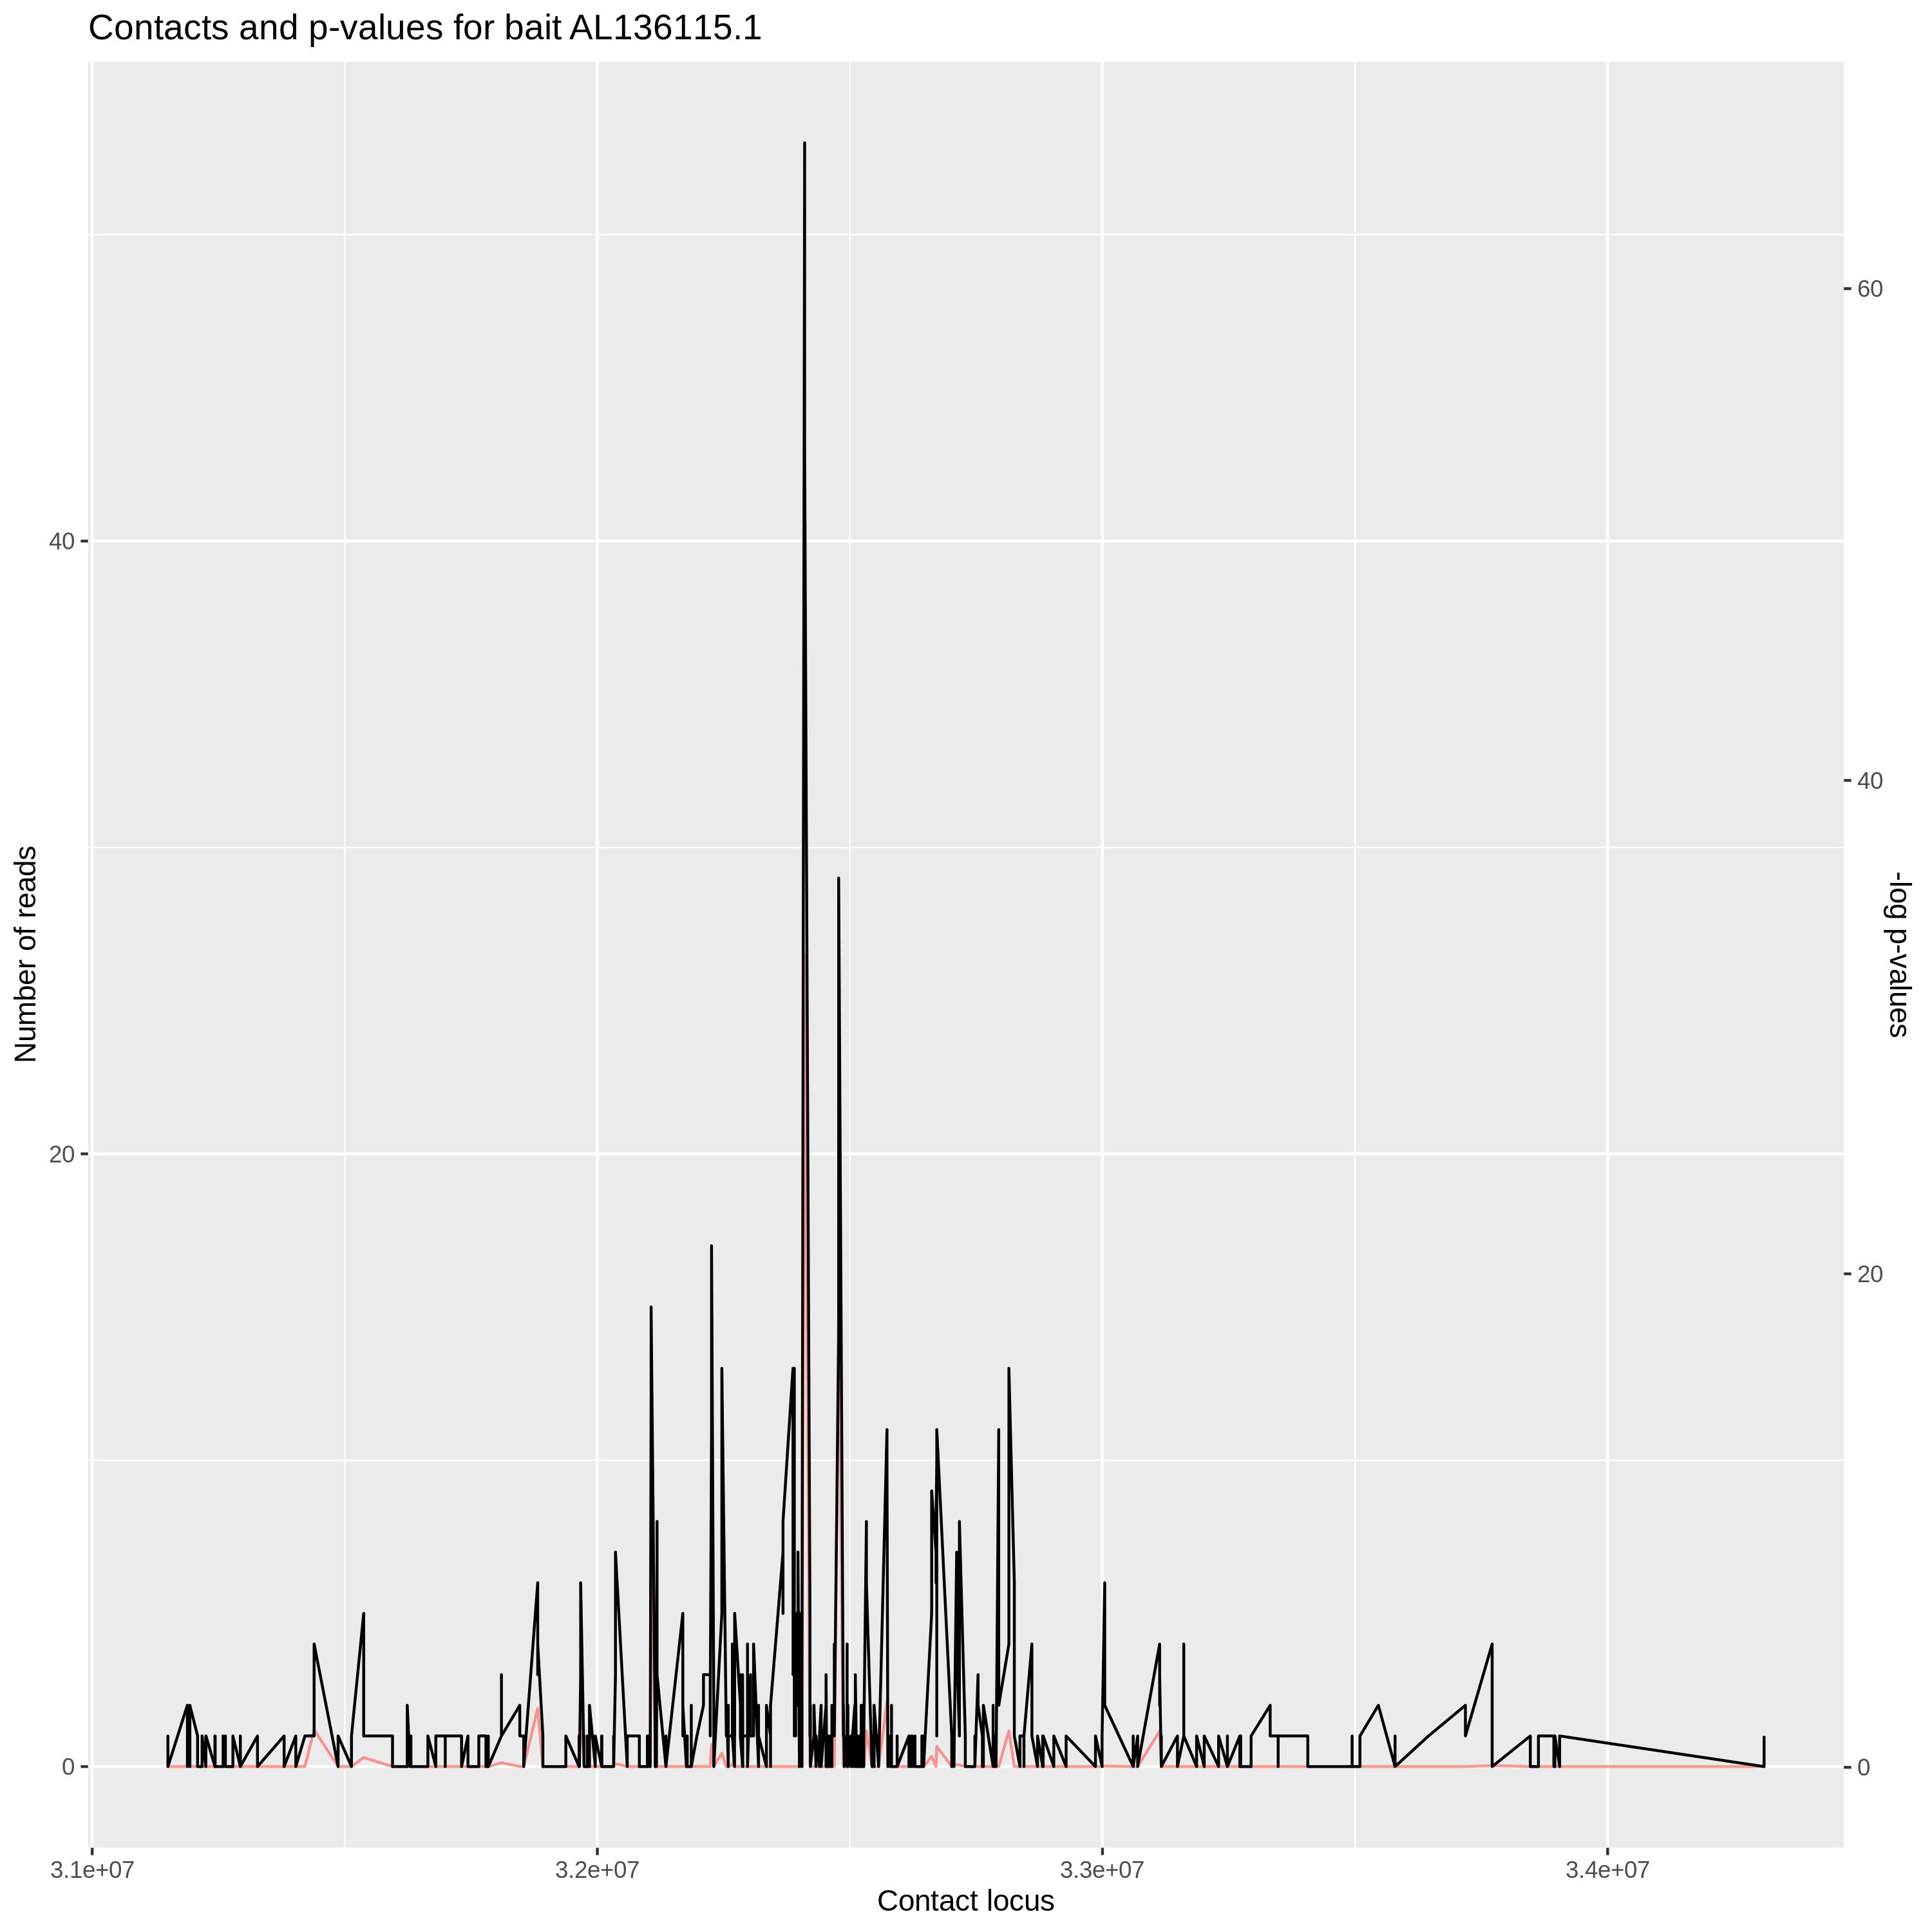 Contacts and p-values for bait AL136115.1
Number of reads
40
20
0
60
40
20
0
-log p-values
3.1e+07
3.2e+07
3.3e+07
3.4e+07
Contact locus